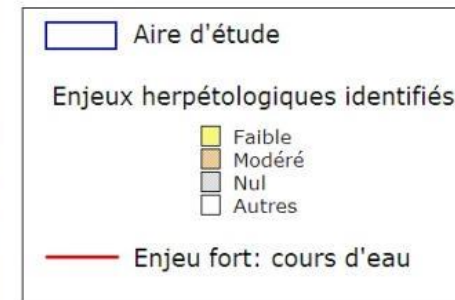 Aire d'étude
Enjeux herpétologiques identifiés
Faible
Modéré
Nul
Autres
Enjeu fort: cours d'eau